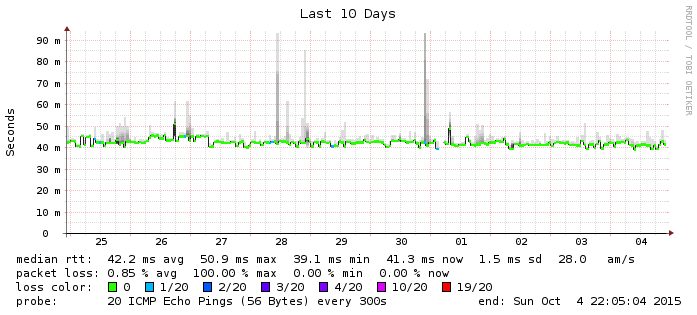 Last 10 Days
RRDTOOL / TOBI OETIKER
Seconds
90 m
80 m
70 m
60 m
50 m
40 m
30 m
20 m
10 m
0
25 26 27 28 29 30 01 02 03 04
median rtt: 42.2 ms avg 50.9 ms max 39.1 ms min 41.3 ms now 1.5 ms sd 28.0 am/s
packet loss: 0.85 % avg 100.00 % max 0.00 % min 0.00 % now
loss color: 0 1/20 2/20 3/20 4/20 10/20 19/20
probe: 20 ICMP Echo Pings (56 Bytes) every 300s end: Sun Oct 4 22:05:04 2015